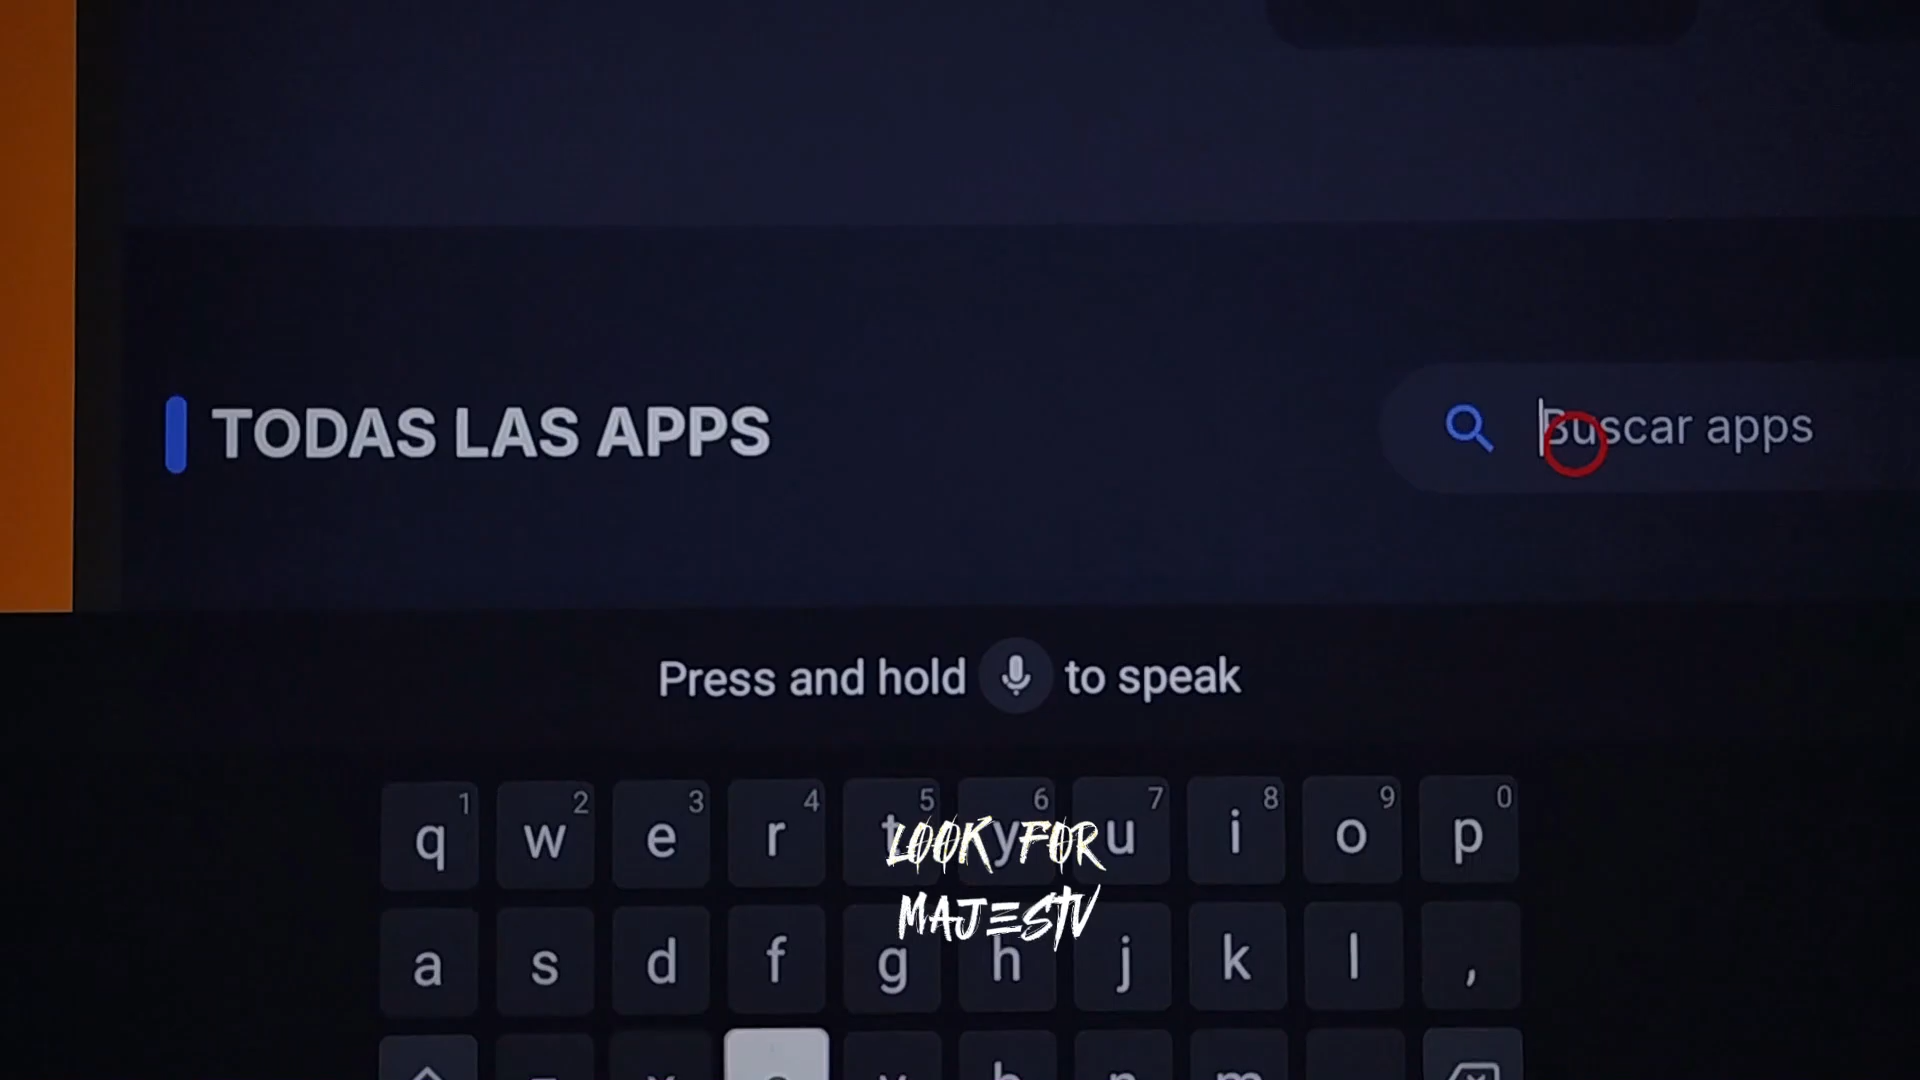 TODAS LAS APPS
Buscar apps
Press and hold to speak
1 2 3 4 5 6 7 8 9 0
q w e r t y u i o p
LOOK FOR
MAJESTV
a s d f g h j k l ,